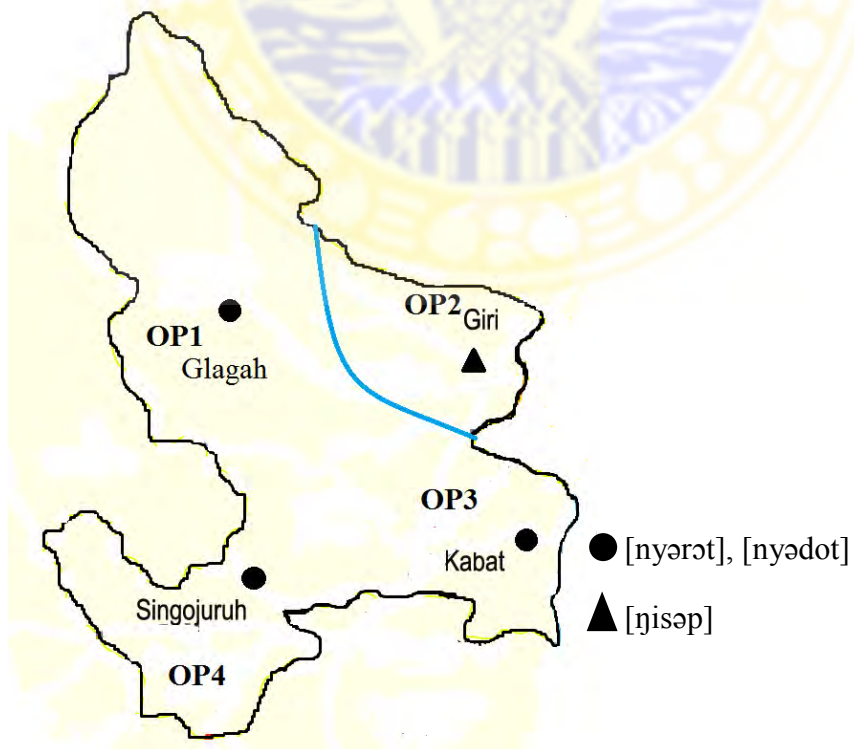 OP2 Giri
OP1
Glagah
OP3
Kabat
[nyərɔt], [nyədot]
Singojuruh
[ŋisəp]
OP4